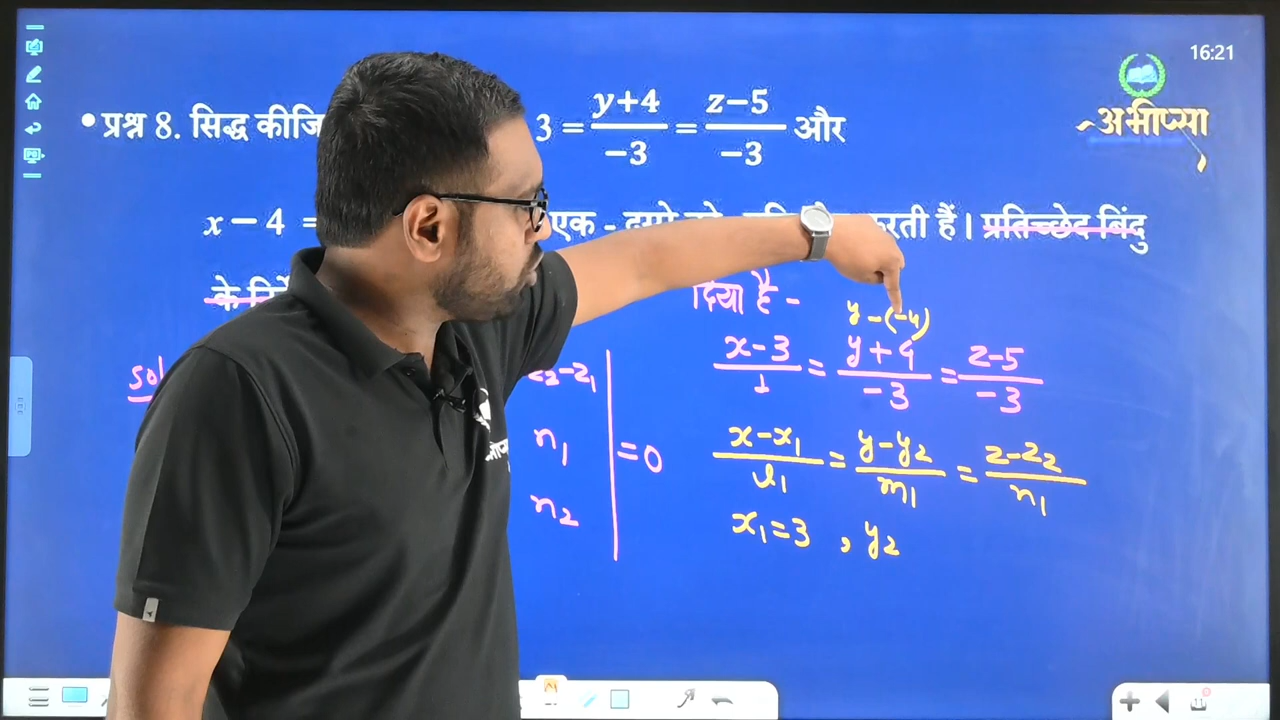 16:21
अभीप्सा
• प्रश्न 8. सिद्ध कीजि 3 = y+4/-3 = z-5/-3 और
x - 4 = एक - करती हैं। प्रतिच्छेद बिंदु
के
दिया है -
y-(-4)
x-3/1 = y+4/-3 = z-5/-3
Sol
z₂-z₁
n₁
n₂
=0
x-x₁/l₁ = y-y₂/m₁ = z-z₂/n₁
x₁=3 , y₂